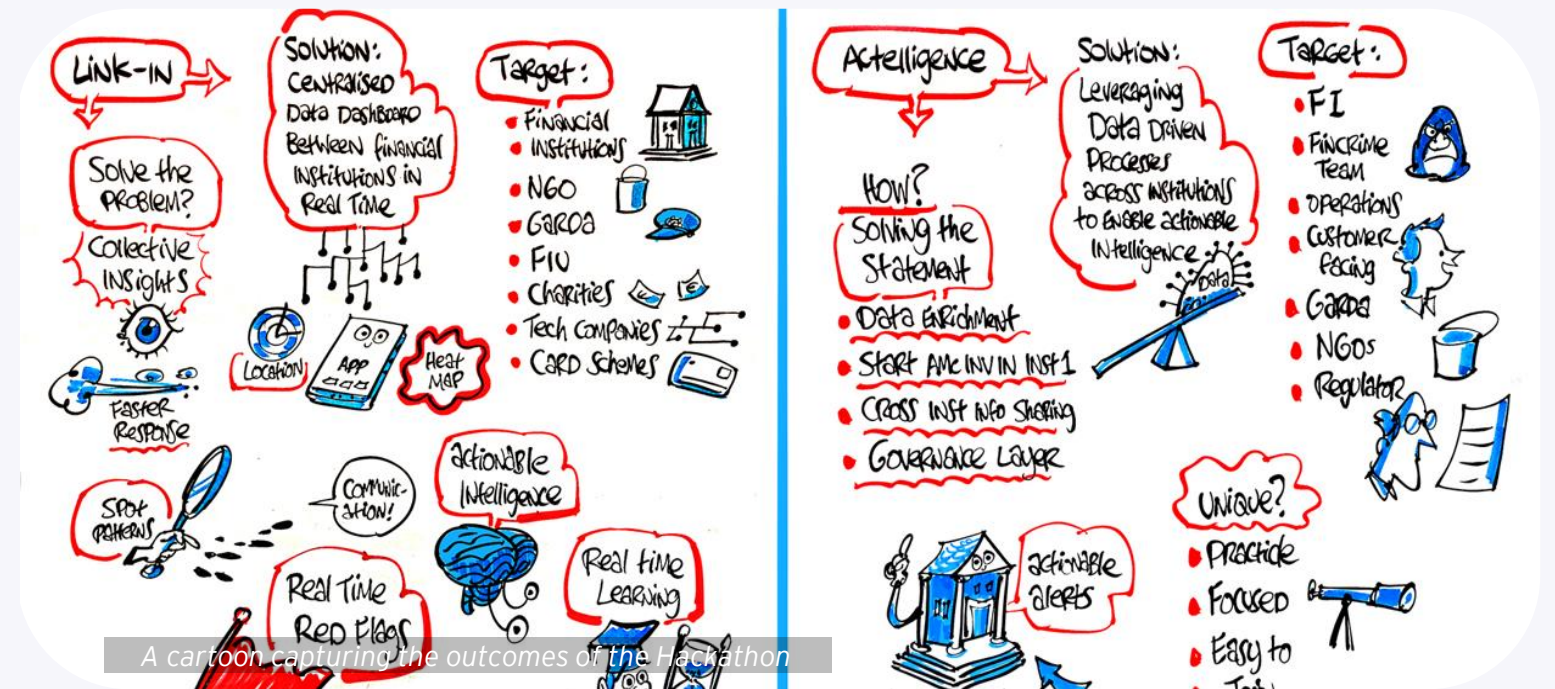 LINK-IN
SOLVE THE
PROBLEM?
COLLECTIVE
INSIGHTS
FASTER
RESPONSE
SPOT
PATTERNS
SOLUTION:
CENTRALISED
DATA DASHBOARD
BETWEEN FINANCIAL
INSTITUTIONS IN
REAL TIME
LOCATION
APP
HEAT
MAP
TARGET:
FINANCIAL
INSTITUTIONS
NGO
GARDA
FIU
CHARITIES
€
€
TECH COMPANIES
CARD SCHEMES
COMMUNIC-
ATION!
ACTIONABLE
INTELLIGENCE
REAL TIME
RED FLAGS
REAL TIME
LEARNING
ACTELLIGENCE
HOW?
SOLVING THE
STATEMENT
DATA ENRICHMENT
START AMC INV IN INST 1
CROSS INST INFO SHARING
GOVERNANCE LAYER
SOLUTION:
LEVERAGING
DATA DRIVEN
PROCESSES
ACROSS INSTITUTIONS
TO ENABLE ACTIONABLE
INTELLIGENCE
DATA
TARGET:
FI
FINCRIME
TEAM
OPERATIONS
CUSTOMER
FACING
GARDA
NGOs
REGULATOR
ACTIONABLE
ALERTS
UNIQUE?
FOCUSED
EASY TO
A cartoon capturing the outcomes of the Hackathon